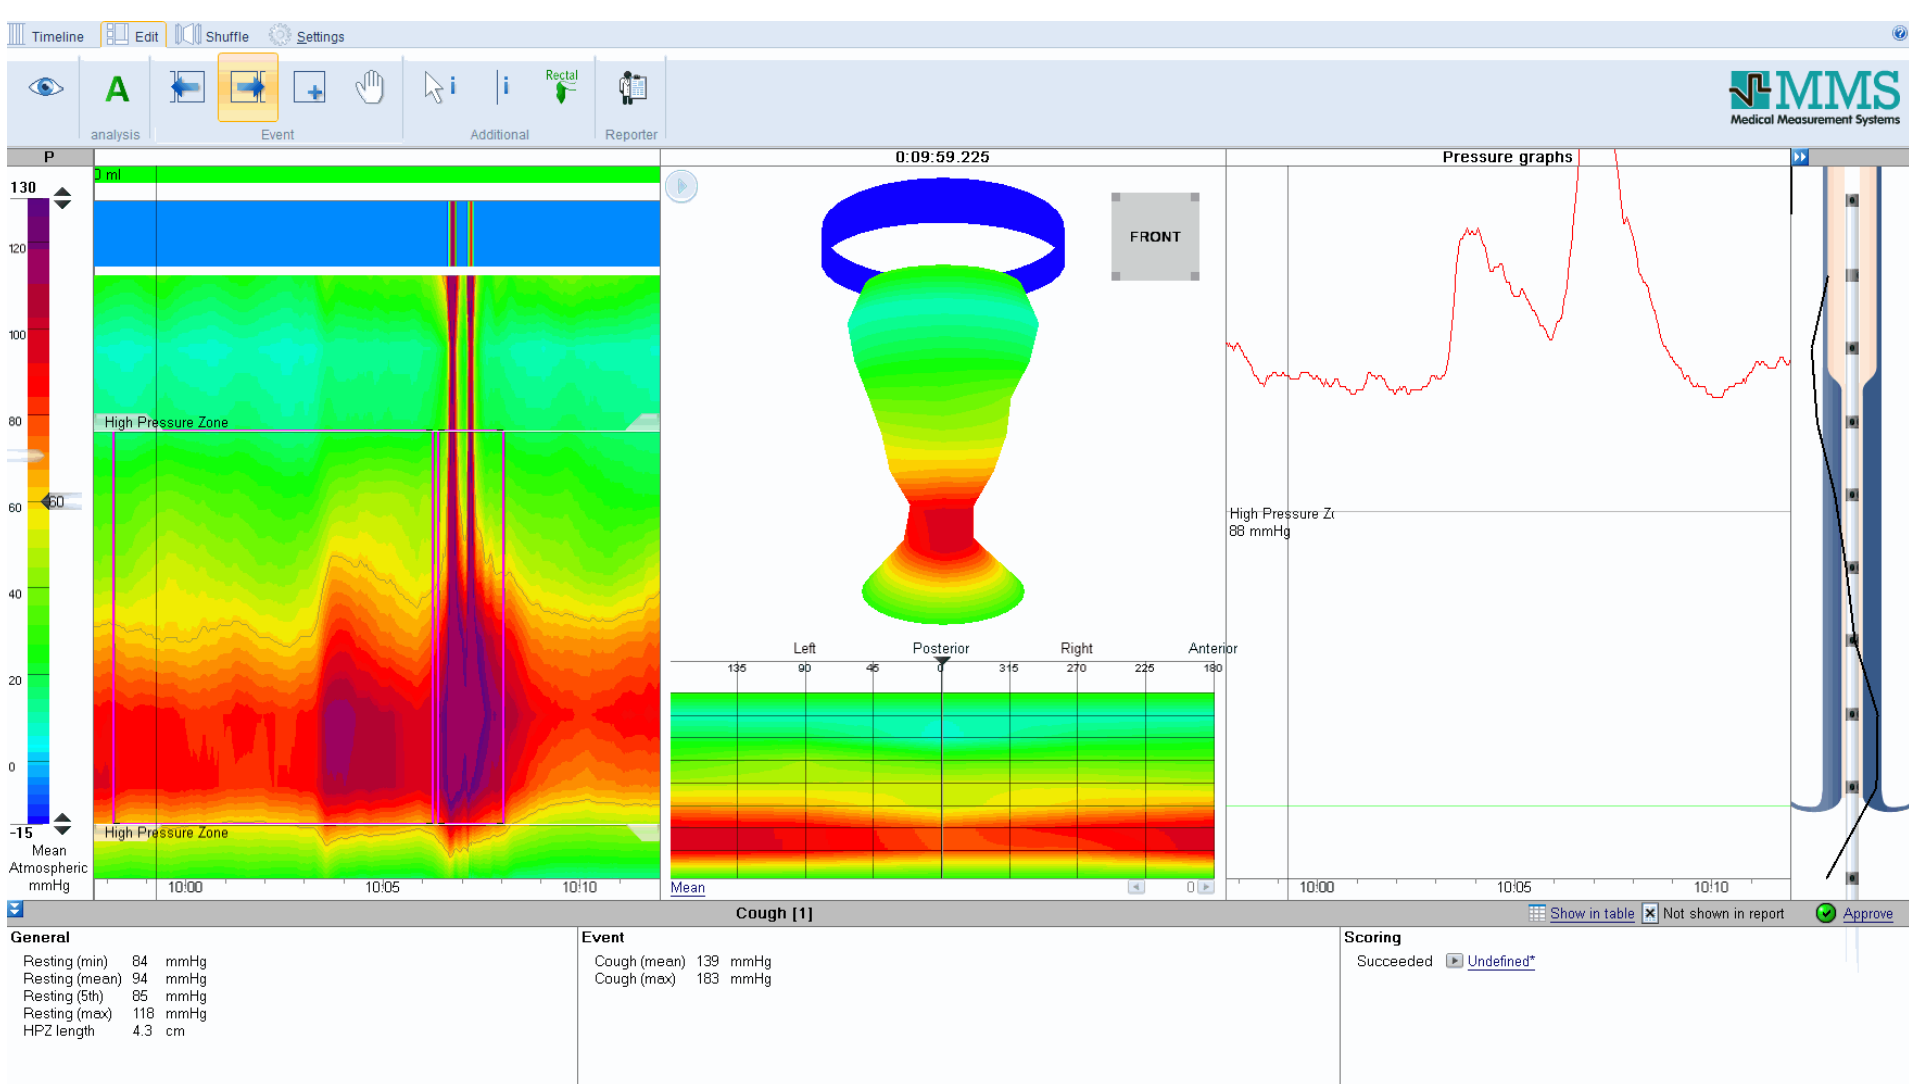 Timeline Edit Shuffle Settings
Rectal
A
analysis Event Additional Reporter
MMS
Medical Measurement Systems
P 0:09:59.225 Pressure graphs
130
120
100
80
60
40
20
0
-15
Mean
Atmospheric
mmHg
60
0 ml
High Pressure Zone
High Pressure Zone
10:00 10:05 10:10
FRONT
Left Posterior Right Anterior
135 90 45 0 315 270 225 180
Mean 0
High Pressure Zo
88 mmHg
10:00 10:05 10:10
Cough [1] Show in table Not shown in report Approve
General
Resting (min) 84 mmHg
Resting (mean) 94 mmHg
Resting (5th) 85 mmHg
Resting (max) 118 mmHg
HPZ length 4.3 cm
Event
Cough (mean) 139 mmHg
Cough (max) 183 mmHg
Scoring
Succeeded Undefined*